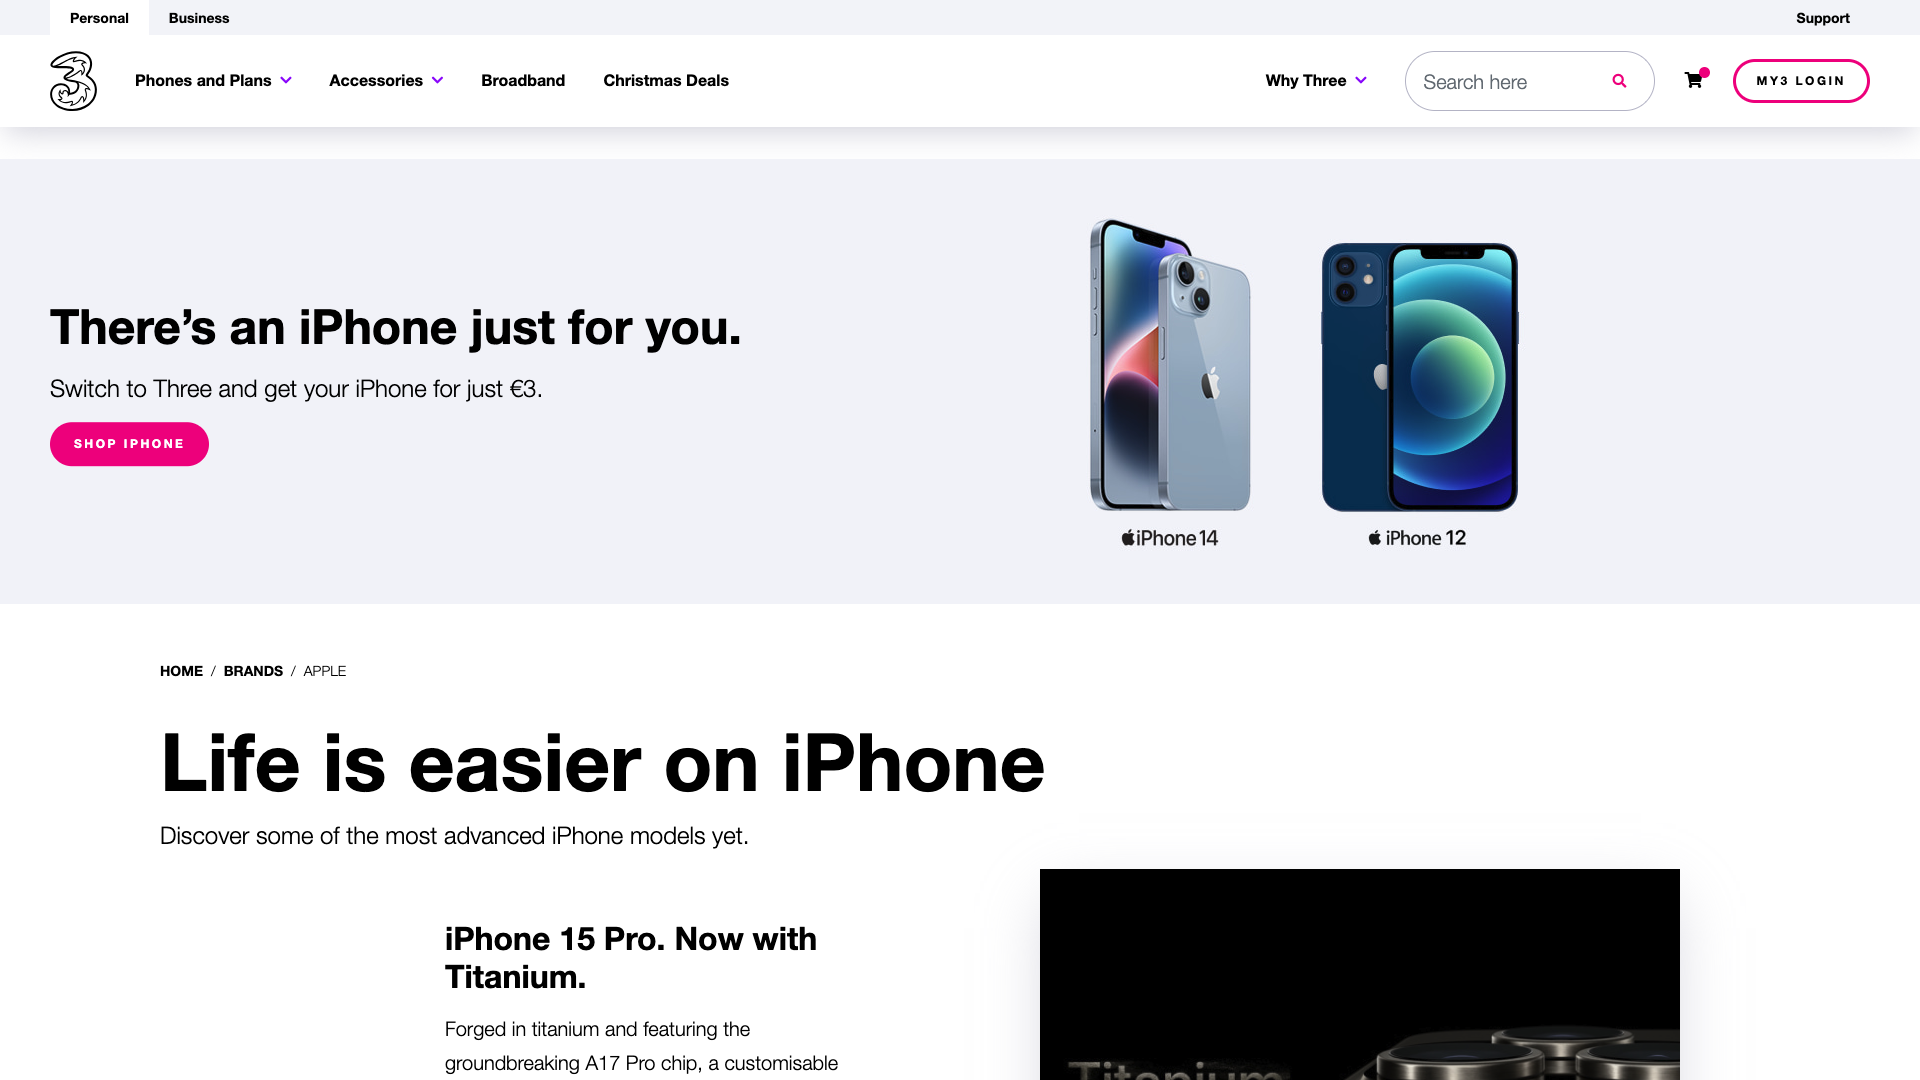 Personal
Business
Support
Phones and Plans
Accessories
Broadband
Christmas Deals
Why Three
Search here
MY3 LOGIN
There’s an iPhone just for you.
Switch to Three and get your iPhone for just €3.
SHOP IPHONE
iPhone 14
iPhone 12
HOME / BRANDS / APPLE
Life is easier on iPhone
Discover some of the most advanced iPhone models yet.
iPhone 15 Pro. Now with
Titanium.
Forged in titanium and featuring the
groundbreaking A17 Pro chip, a customisable
Titanium